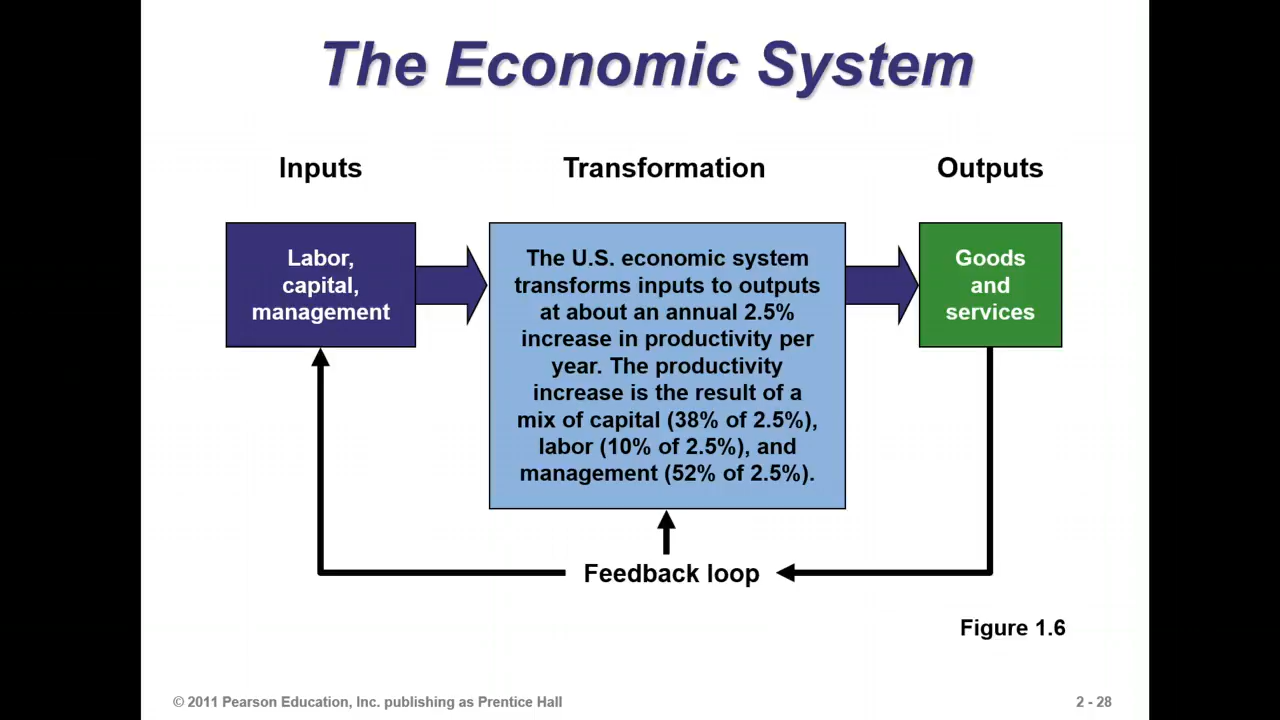 The Economic System
Inputs
Transformation
Outputs
Labor,
capital,
management
The U.S. economic system
transforms inputs to outputs
at about an annual 2.5%
increase in productivity per
year. The productivity
increase is the result of a
mix of capital (38% of 2.5%),
labor (10% of 2.5%), and
management (52% of 2.5%).
Goods
and
services
Feedback loop
Figure 1.6
© 2011 Pearson Education, Inc. publishing as Prentice Hall
2 - 28